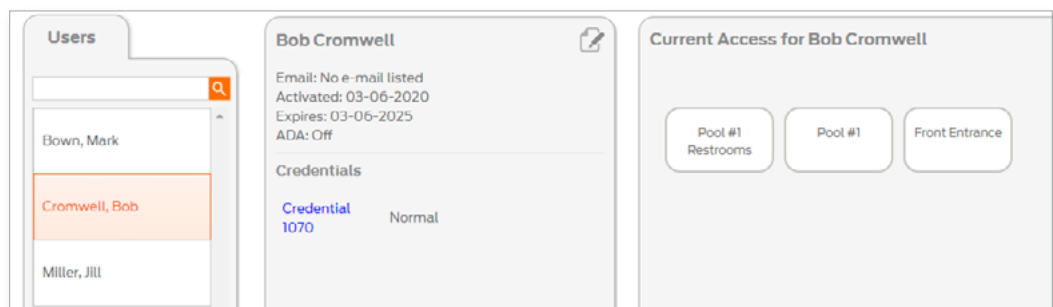 Users
Bown, Mark
Cromwell, Bob
Miller, Jill
Bob Cromwell
Email: No e-mail listed
Activated: 03-06-2020
Expires: 03-06-2025
ADA: Off
Credentials
Credential
1070
Normal
Current Access for Bob Cromwell
Pool #1
Restrooms
Pool #1
Front Entrance